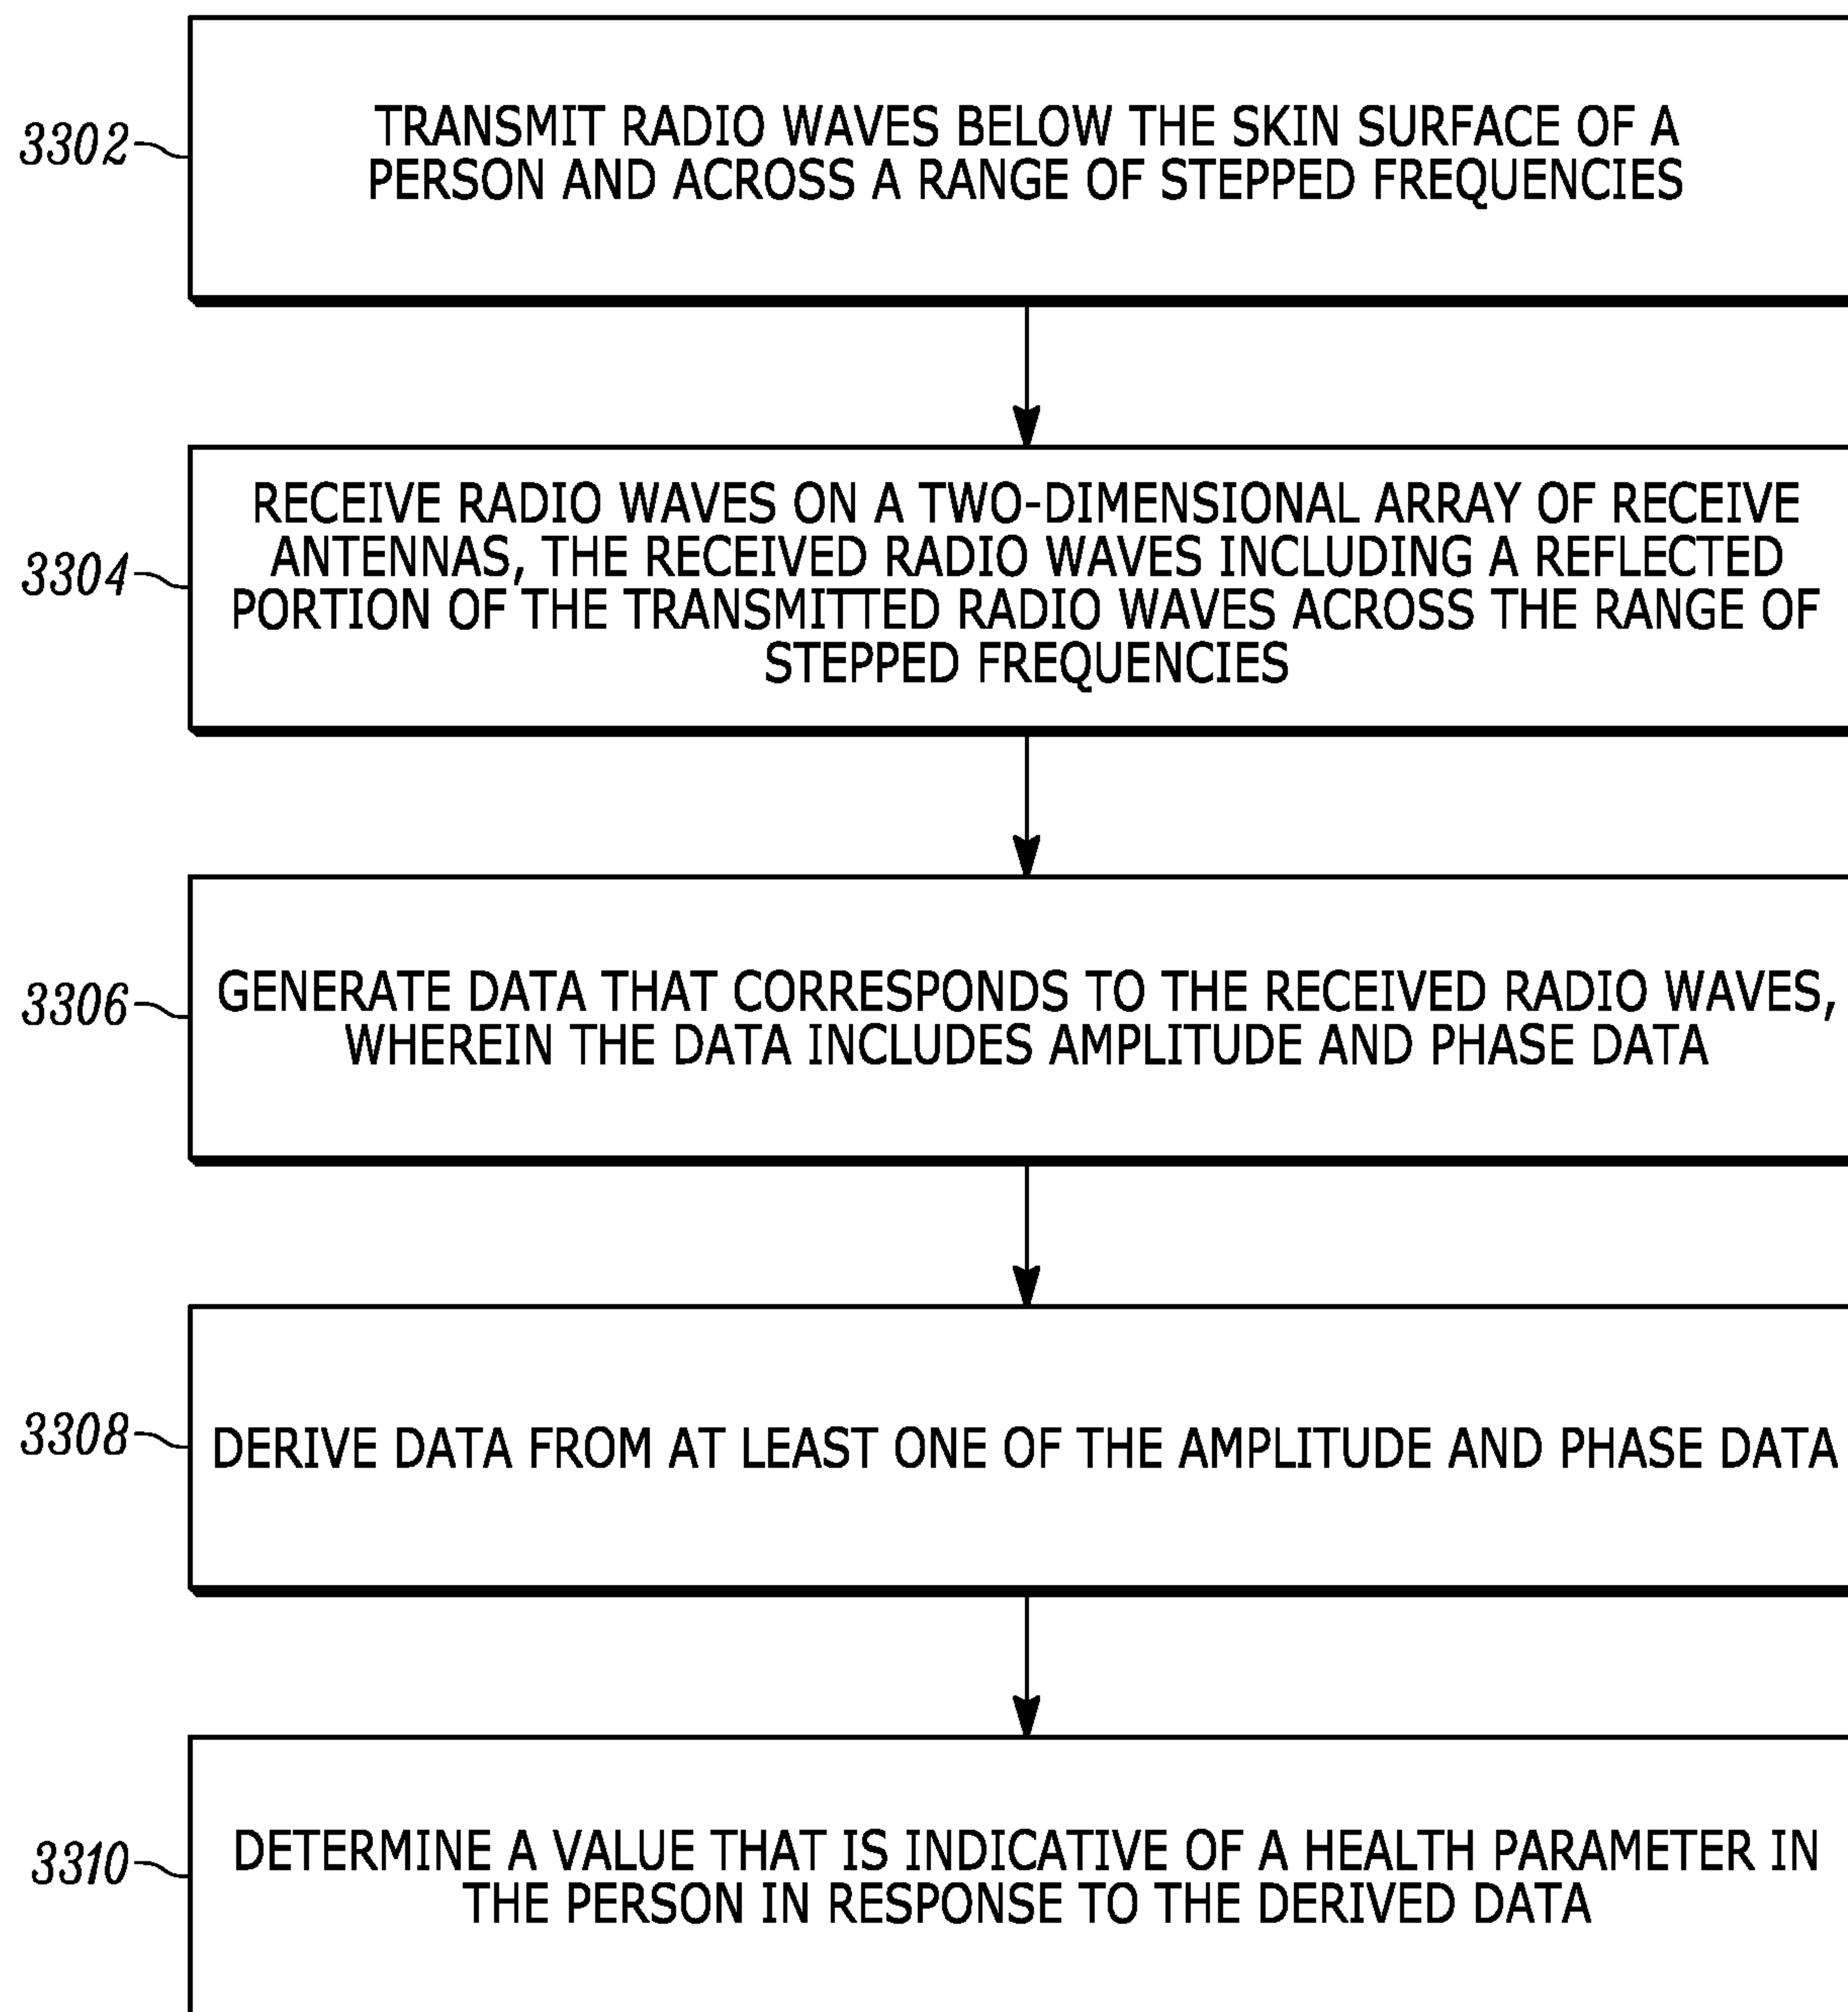 3302
TRANSMIT RADIO WAVES BELOW THE SKIN SURFACE OF A
PERSON AND ACROSS A RANGE OF STEPPED FREQUENCIES
3304
RECEIVE RADIO WAVES ON A TWO-DIMENSIONAL ARRAY OF RECEIVE
ANTENNAS, THE RECEIVED RADIO WAVES INCLUDING A REFLECTED
PORTION OF THE TRANSMITTED RADIO WAVES ACROSS THE RANGE OF
STEPPED FREQUENCIES
3306
GENERATE DATA THAT CORRESPONDS TO THE RECEIVED RADIO WAVES,
WHEREIN THE DATA INCLUDES AMPLITUDE AND PHASE DATA
3308
DERIVE DATA FROM AT LEAST ONE OF THE AMPLITUDE AND PHASE DATA
3310
DETERMINE A VALUE THAT IS INDICATIVE OF A HEALTH PARAMETER IN
THE PERSON IN RESPONSE TO THE DERIVED DATA